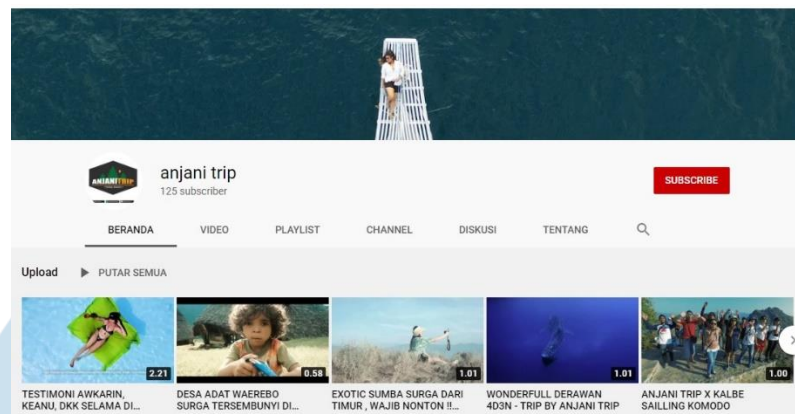 ANJANITRIP
anjani trip
125 subscriber
SUBSCRIBE
BERANDA VIDEO PLAYLIST CHANNEL DISKUSI TENTANG
Upload PUTAR SEMUA
2.21 0.58 1.01 1.01 1.00
TESTIMONI AWKARIN,
KEANU, DKK SELAMA DI...
DESA ADAT WAEREBO
SURGA TERSEMBUNYI DI...
EXOTIC SUMBA SURGA DARI
TIMUR , WAJIB NONTON !!...
WONDERFULL DERAWAN
4D3N - TRIP BY ANJANI TRIP
ANJANI TRIP X KALBE
SAILLING KOMODO